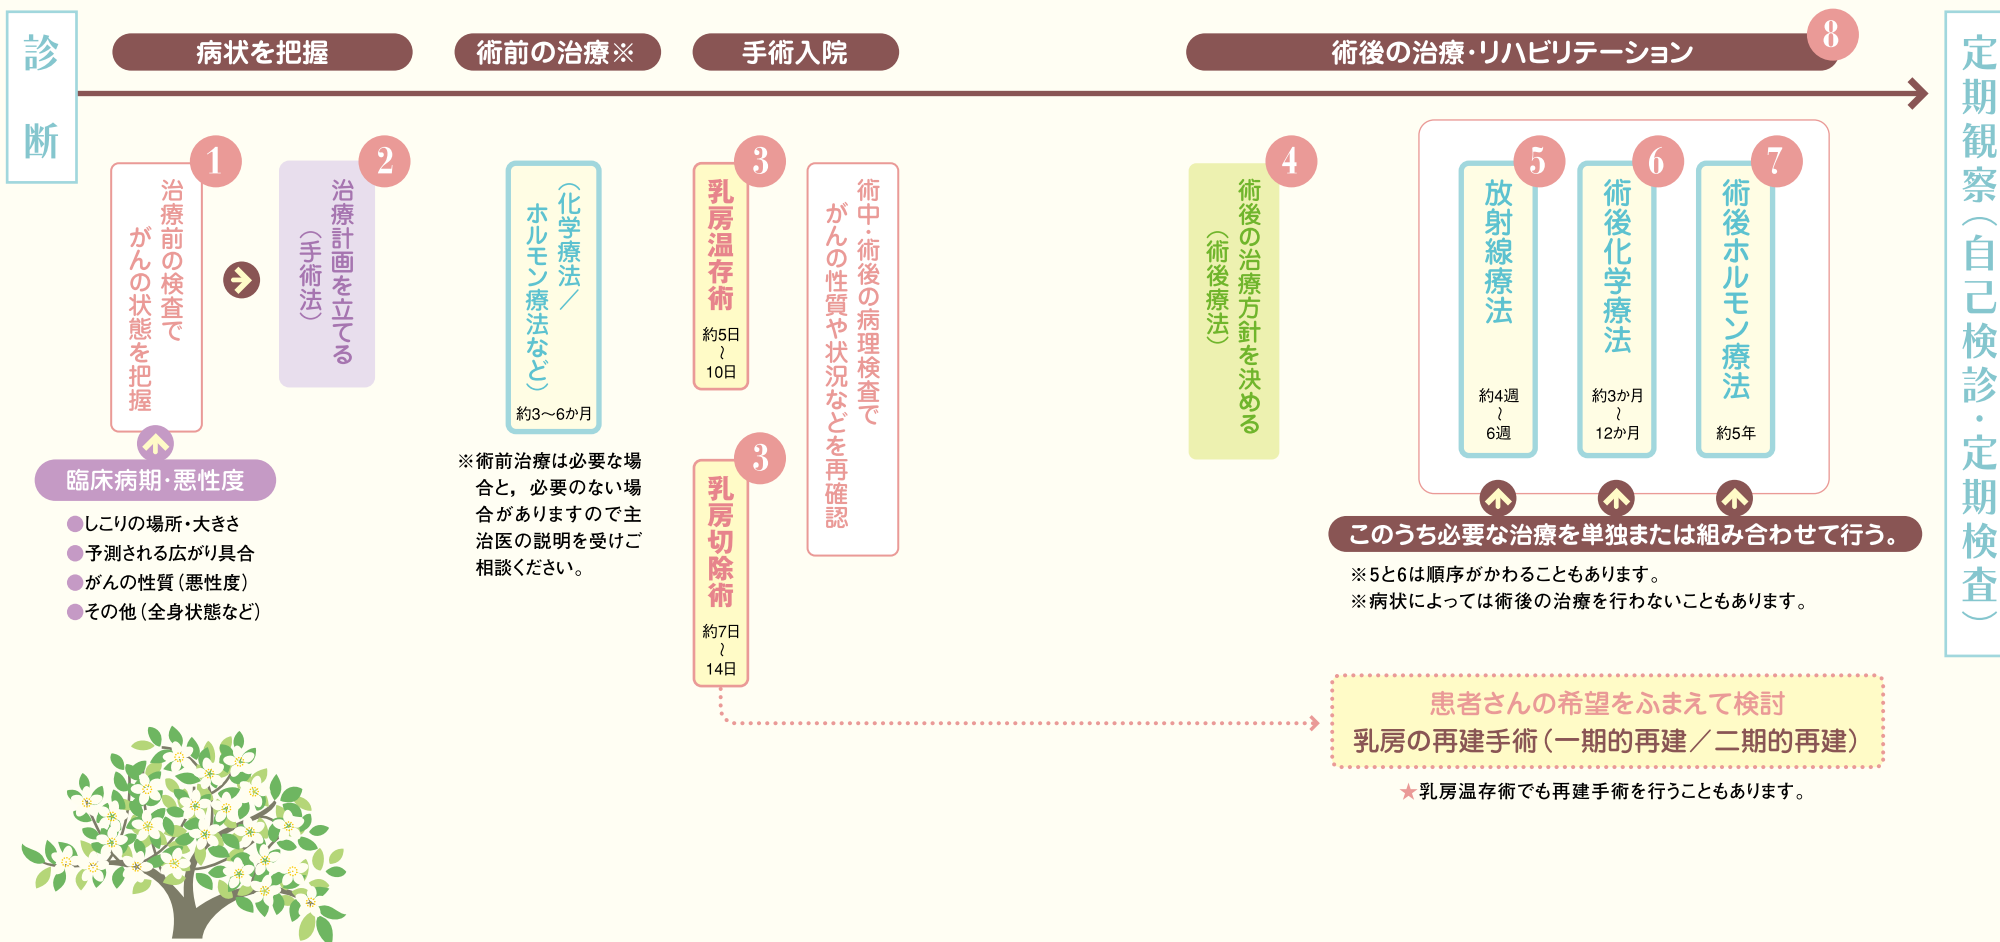 診断
病状を把握
術前の治療※
手術入院
術後の治療・リハビリテーション
8
1
治療前の検査で
がんの状態を把握
臨床病期・悪性度
●しこりの場所・大きさ
●予測される広がり具合
●がんの性質（悪性度）
●その他（全身状態など）
2
治療計画を立てる
（手術法）
（化学療法／
ホルモン療法など）
約3～6か月
※術前治療は必要な場
合と，必要のない場
合がありますので主
治医の説明を受けご
相談ください。
3
乳房温存術
約5日
～
10日
3
乳房切除術
約7日
～
14日
術中・術後の病理検査で
がんの性質や状況などを再確認
4
術後の治療方針を決める
（術後療法）
5
放射線療法
約4週
～
6週
6
術後化学療法
約3か月
～
12か月
7
術後ホルモン療法
約5年
このうち必要な治療を単独または組み合わせて行う。
※5と6は順序がかわることもあります。
※病状によっては術後の治療を行わないこともあります。
患者さんの希望をふまえて検討
乳房の再建手術（一期的再建／二期的再建）
★乳房温存術でも再建手術を行うこともあります。
定期観察（自己検診・定期検査）